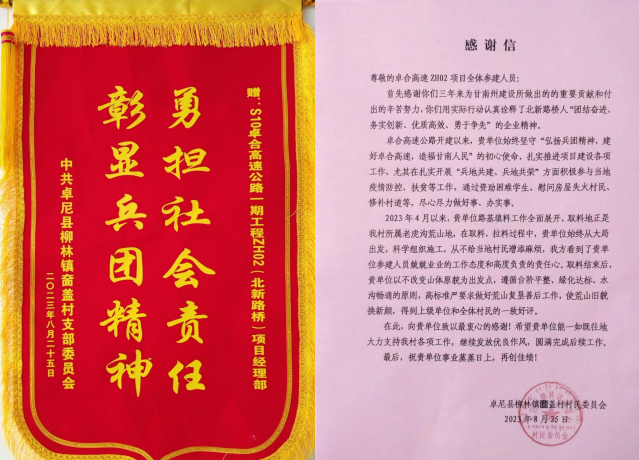 赠：S10卓合高速公路一期工程ZH02（北新路桥）项目经理部
勇担社会责任
彰显兵团精神
中共卓尼县柳林镇畜盖村支部委员会
二〇二三年八月二十五日
感谢信
尊敬的卓合高速ZH02项目全体参建人员：
首先感谢你们三年来为甘南州建设所做出的的重要贡献和付
出的辛苦努力，你们用实际行动认真诠释了北新路桥人“团结奋进、
务实创新、优质高效、勇于争先”的企业精神。
卓合高速公路开建以来，贵单位始终坚守“弘扬兵团精神，建
好卓合高速，造福甘南人民”的初心使命，扎实推进项目建设各项
工作，尤其在扎实开展“兵地共建、兵地共荣”方面积极参与当地
疫情防控、扶贫等工作，通过资助困难学生、慰问房屋失火村民、
修补村道等，尽心尽力做好事、办实事。
2023年4月以来，贵单位路基填料工作全面展开，取料地正是
我村所属老虎沟荒山地，在取料、拉料过程中，贵单位始终从大局
出发，科学组织施工，从不给当地村民增添麻烦，我方看到了贵单
位参建人员兢兢业业的工作态度和高度负责的责任心。取料结束后，
贵单位以不改变山体原貌为出发点，遵循台阶平整、绿化达标、水
沟畅通的原则，高标准严要求做好荒山复垦善后工作，使荒山旧貌
换新颜，得到上级单位和全体村民的一致好评。
在此，向贵单位致以最衷心的感谢！希望贵单位能一如既往地
大力支持我村各项工作，继续发放优良作风，圆满完成后续工作。
最后，祝贵单位事业蒸蒸日上，再创佳绩！
卓尼县柳林镇畜盖村村民委员会
2023年8月25日
村民委员会